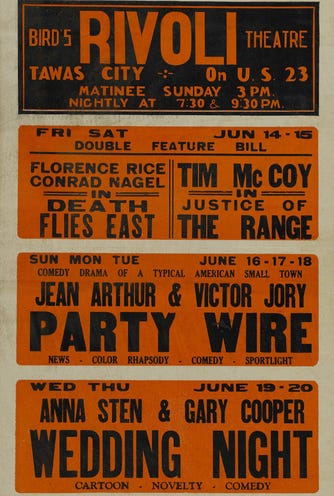 BIRD'S RIVOLI THEATRE
TAWAS CITY -:- On U.S. 23
MATINEE SUNDAY 3 PM.
NIGHTLY AT 7:30 & 9:30 PM.
FRI SAT JUN 14-15
DOUBLE FEATURE BILL
FLORENCE RICE
CONRAD NAGEL
IN
DEATH
FLIES EAST
TIM McCOY
IN
JUSTICE OF
THE RANGE
SUN MON TUE JUNE 16-17-18
COMEDY DRAMA OF A TYPICAL AMERICAN SMALL TOWN
JEAN ARTHUR & VICTOR JORY
PARTY WIRE
NEWS - COLOR RHAPSODY - COMEDY - SPORTLIGHT
WED THU JUNE 19-20
ANNA STEN & GARY COOPER
WEDDING NIGHT
CARTOON - NOVELTY - COMEDY